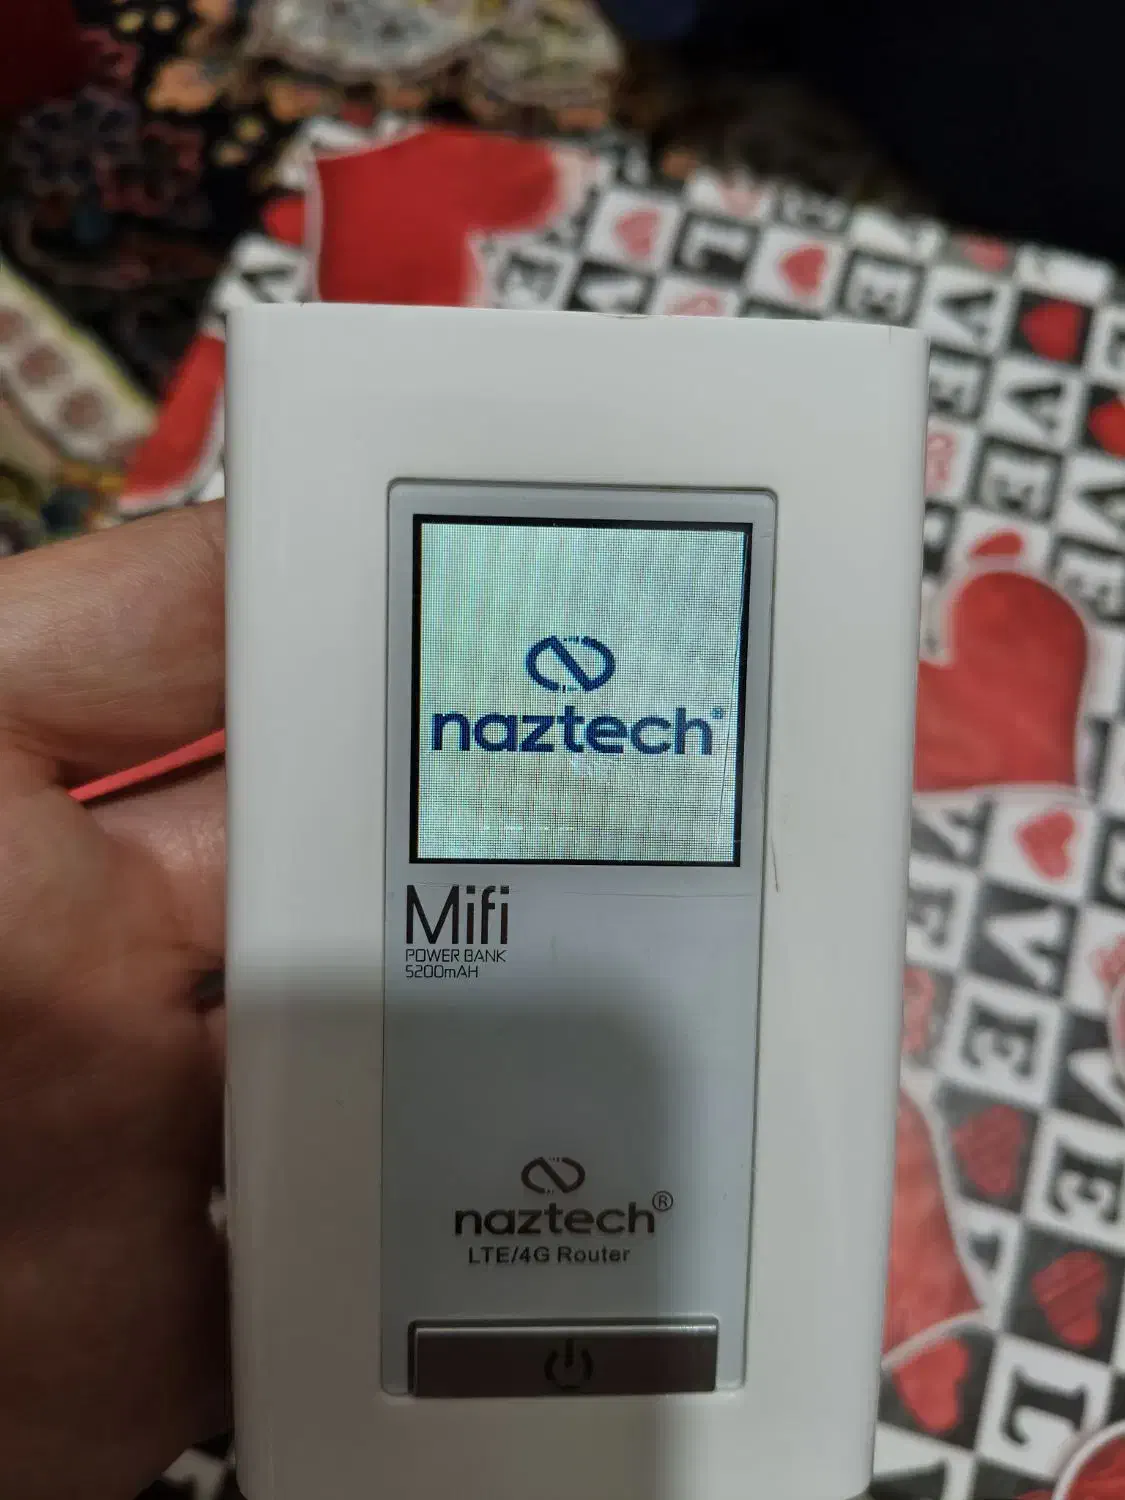 naztech®
Mifi
POWER BANK
5200mAH
naztech®
LTE/4G Router